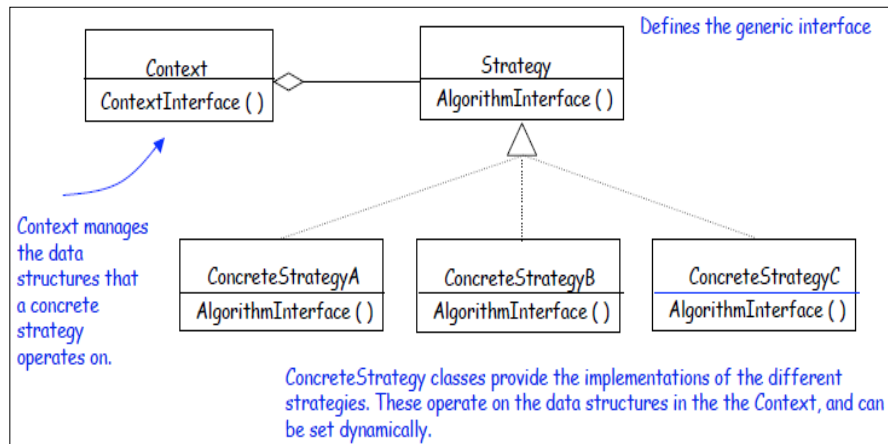 Defines the generic interface
Context
ContextInterface ( )
Strategy
AlgorithmInterface ( )
Context manages
the data
structures that
a concrete
strategy
operates on.
ConcreteStrategyA
AlgorithmInterface ( )
ConcreteStrategyB
AlgorithmInterface ( )
ConcreteStrategyC
AlgorithmInterface ( )
ConcreteStrategy classes provide the implementations of the different
strategies. These operate on the data structures in the the Context, and can
be set dynamically.